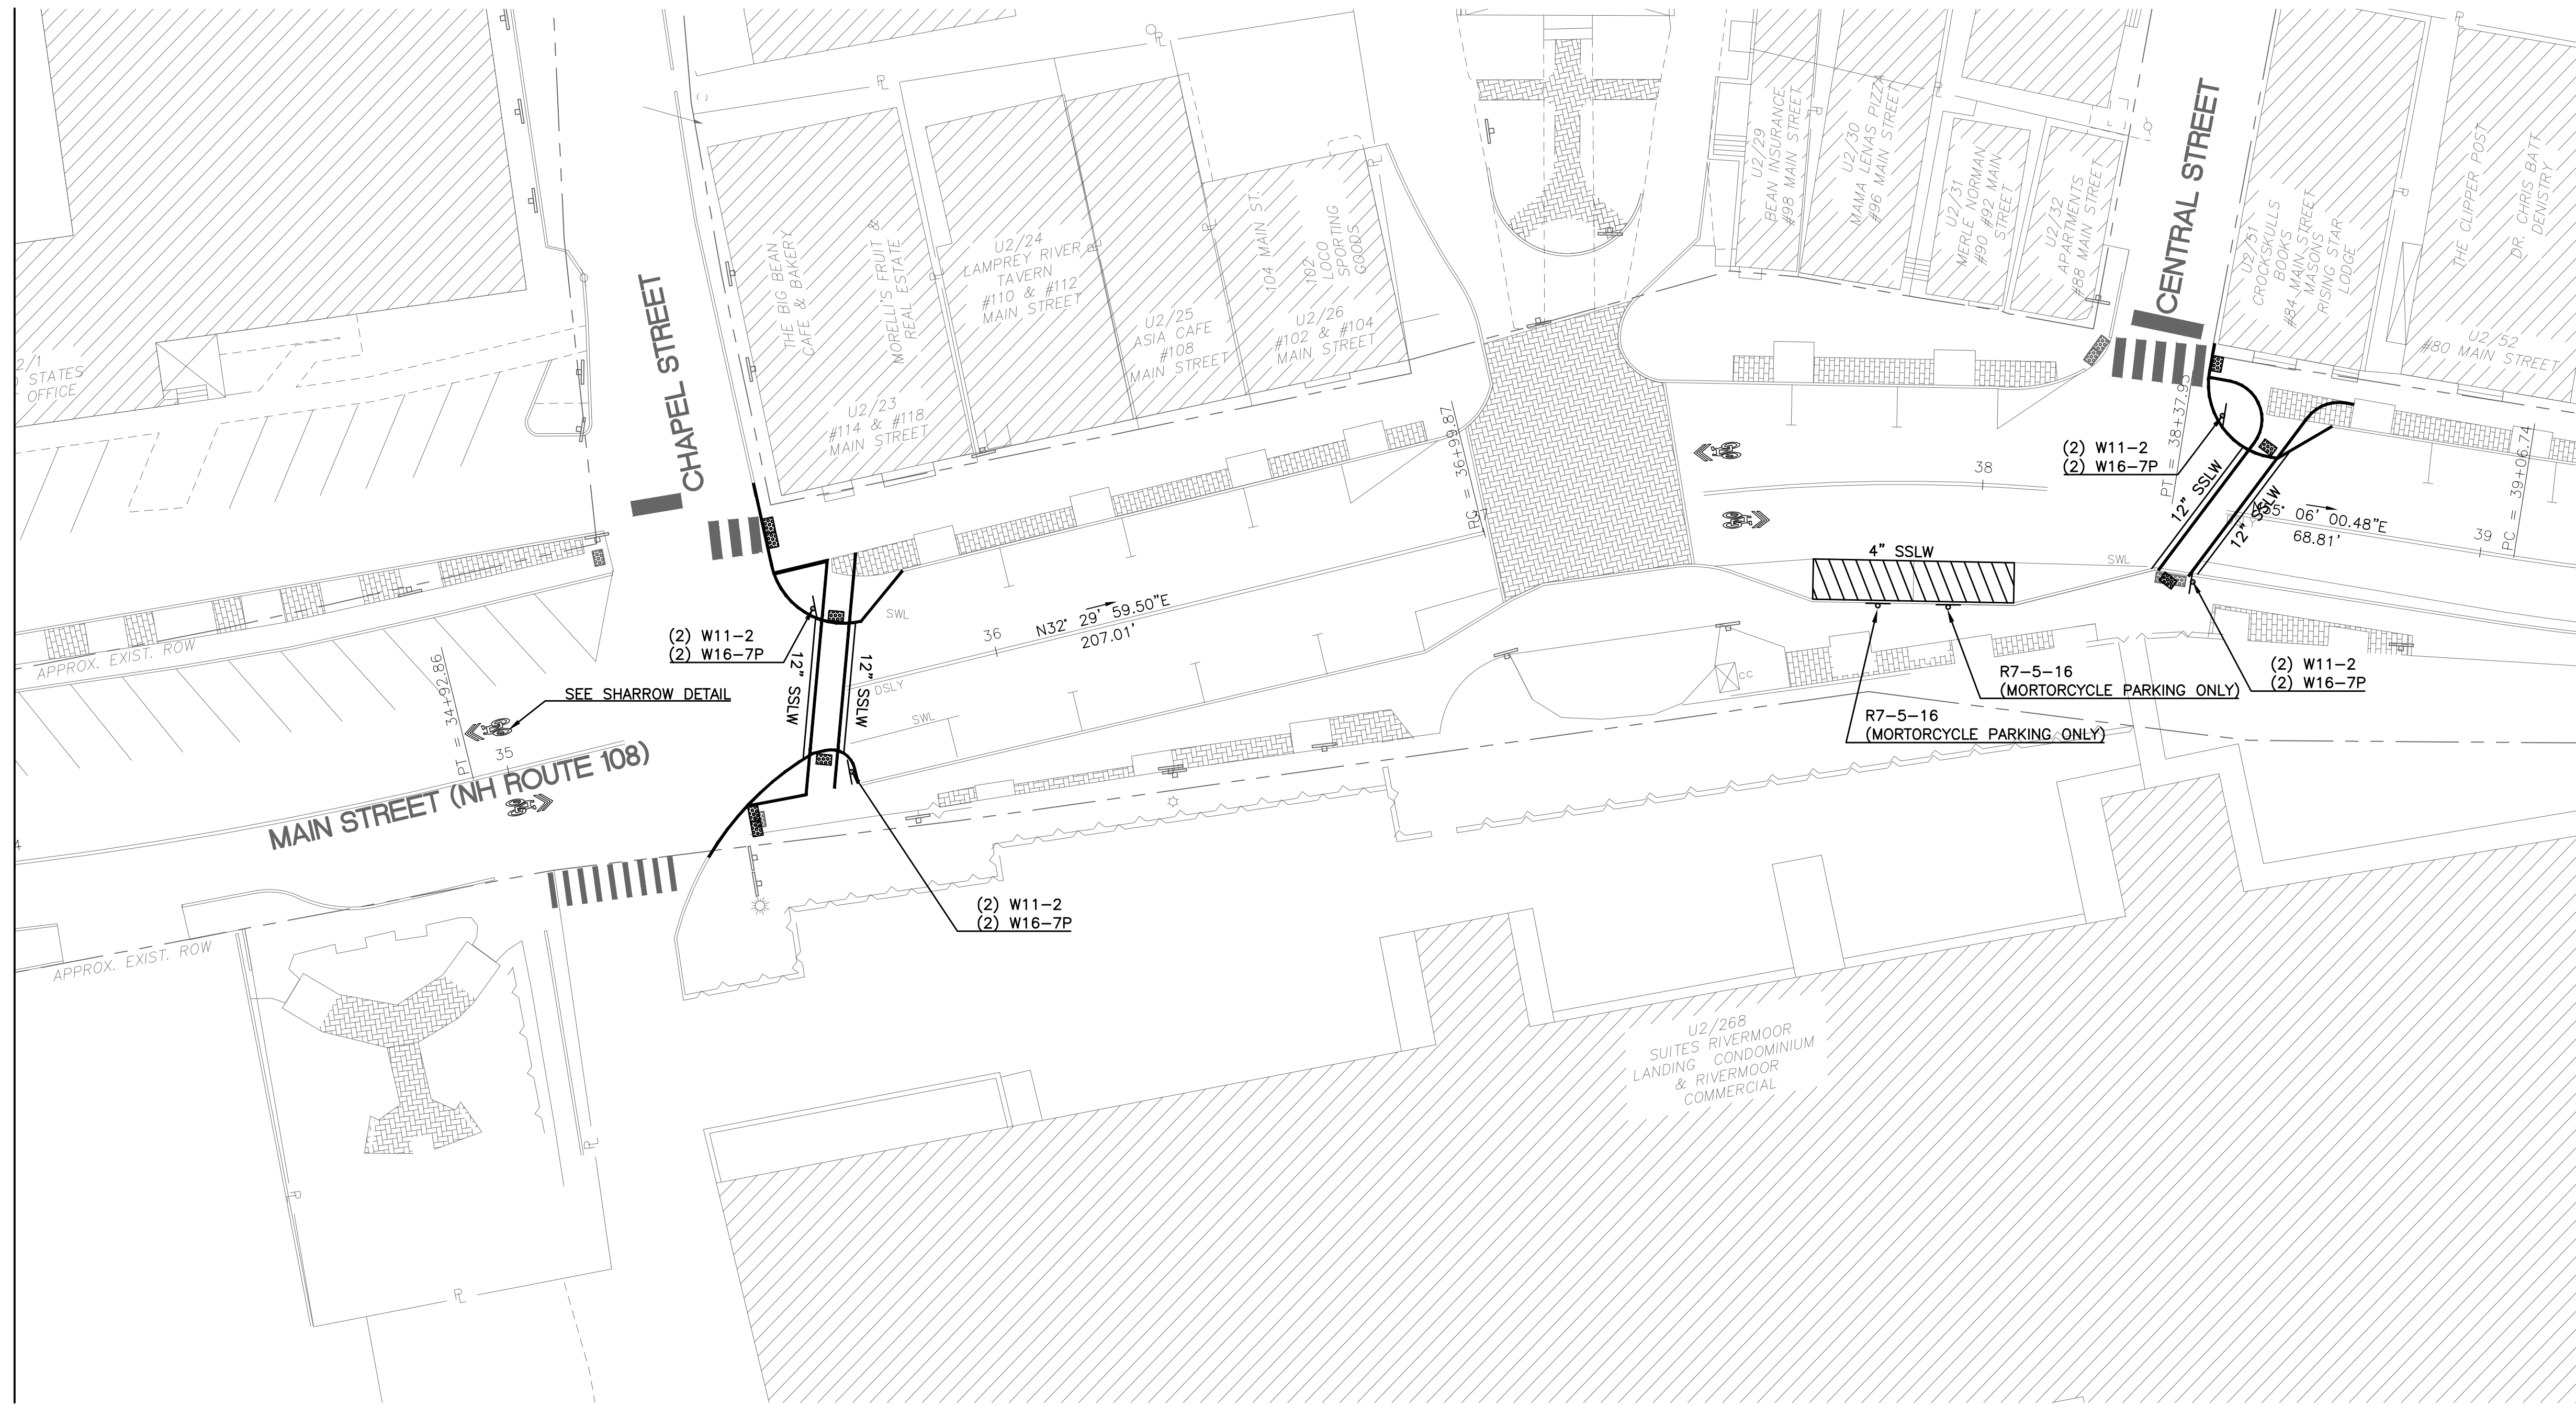 2/1
STATES
OFFICE
APPROX. EXIST. ROW
PT = 34+92.86
SEE SHARROW DETAIL
35
MAIN STREET (NH ROUTE 108)
APPROX. EXIST. ROW
CHAPEL STREET
THE BIG BEAN
CAFE & BAKERY
MORELLI'S FRUIT &
REAL ESTATE
U2/23
#114 & #118
MAIN STREET
U2/24
LAMPREY RIVER
TAVERN
#110 & #112
MAIN STREET
U2/25
ASIA CAFE
#108
MAIN STREET
104 MAIN ST.
102
LOCO
SPORTING
GOODS
U2/26
#102 & #104
MAIN STREET
(2) W11-2
(2) W16-7P
12" SSLW
12" SSLW
SWL
DSLY
SWL
36
N32° 29' 59.50"E
207.01'
PC = 36+99.87
(2) W11-2
(2) W16-7P
U2/29
BEAN INSURANCE
#98 MAIN STREET
U2/30
MAMA LENAS PIZZA
#96 MAIN STREET
U2/31
MERLE NORMAN
#90 #92 MAIN
STREET
U2/32
APARTMENTS
#88 MAIN STREET
CENTRAL STREET
U2/51
CROCKSKULLS
BOOKS
#84 MAIN STREET
MASONS
RISING STAR
LODGE
THE CLIPPER POST
DR. CHRIS BATT
DENISTRY
U2/52
#80 MAIN STREET
38
(2) W11-2
(2) W16-7P
PT = 38+37.93
12" SSLW
12" SSLW
06' 00.48"E
68.81'
39
PC = 39+06.74
4" SSLW
SWL
CC
R7-5-16
(MORTORCYCLE PARKING ONLY)
R7-5-16
(MORTORCYCLE PARKING ONLY)
(2) W11-2
(2) W16-7P
U2/268
SUITES RIVERMOOR
LANDING CONDOMINIUM
& RIVERMOOR
COMMERCIAL